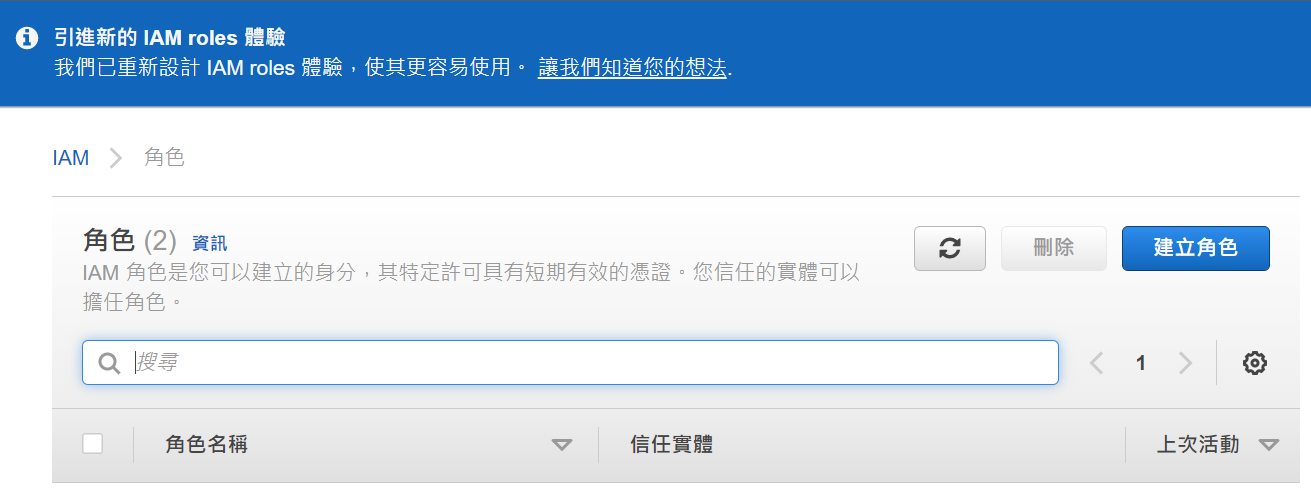 引進新的 IAM roles 體驗
我們已重新設計 IAM roles 體驗，使其更容易使用。 讓我們知道您的想法.
IAM 角色
角色 (2) 資訊
刪除 建立角色
IAM 角色是您可以建立的身分，其特定許可具有短期有效的憑證。您信任的實體可以
擔任角色。
搜尋
1
角色名稱 信任實體 上次活動